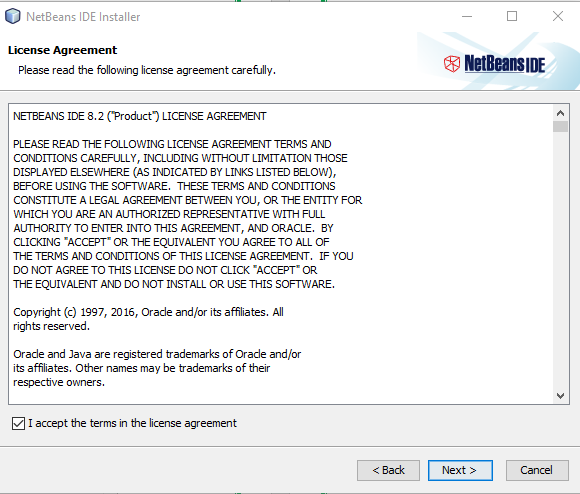 NetBeans IDE Installer
License Agreement
Please read the following license agreement carefully.
NetBeans IDE
NETBEANS IDE 8.2 ("Product") LICENSE AGREEMENT
PLEASE READ THE FOLLOWING LICENSE AGREEMENT TERMS AND
CONDITIONS CAREFULLY, INCLUDING WITHOUT LIMITATION THOSE
DISPLAYED ELSEWHERE (AS INDICATED BY LINKS LISTED BELOW),
BEFORE USING THE SOFTWARE.  THESE TERMS AND CONDITIONS
CONSTITUTE A LEGAL AGREEMENT BETWEEN YOU, OR THE ENTITY FOR
WHICH YOU ARE AN AUTHORIZED REPRESENTATIVE WITH FULL
AUTHORITY TO ENTER INTO THIS AGREEMENT, AND ORACLE.  BY
CLICKING "ACCEPT" OR THE EQUIVALENT YOU AGREE TO ALL OF
THE TERMS AND CONDITIONS OF THIS LICENSE AGREEMENT.  IF YOU
DO NOT AGREE TO THIS LICENSE DO NOT CLICK "ACCEPT" OR
THE EQUIVALENT AND DO NOT INSTALL OR USE THIS SOFTWARE.
Copyright (c) 1997, 2016, Oracle and/or its affiliates. All
rights reserved.
Oracle and Java are registered trademarks of Oracle and/or
its affiliates. Other names may be trademarks of their
respective owners.
I accept the terms in the license agreement
< Back
Next >
Cancel